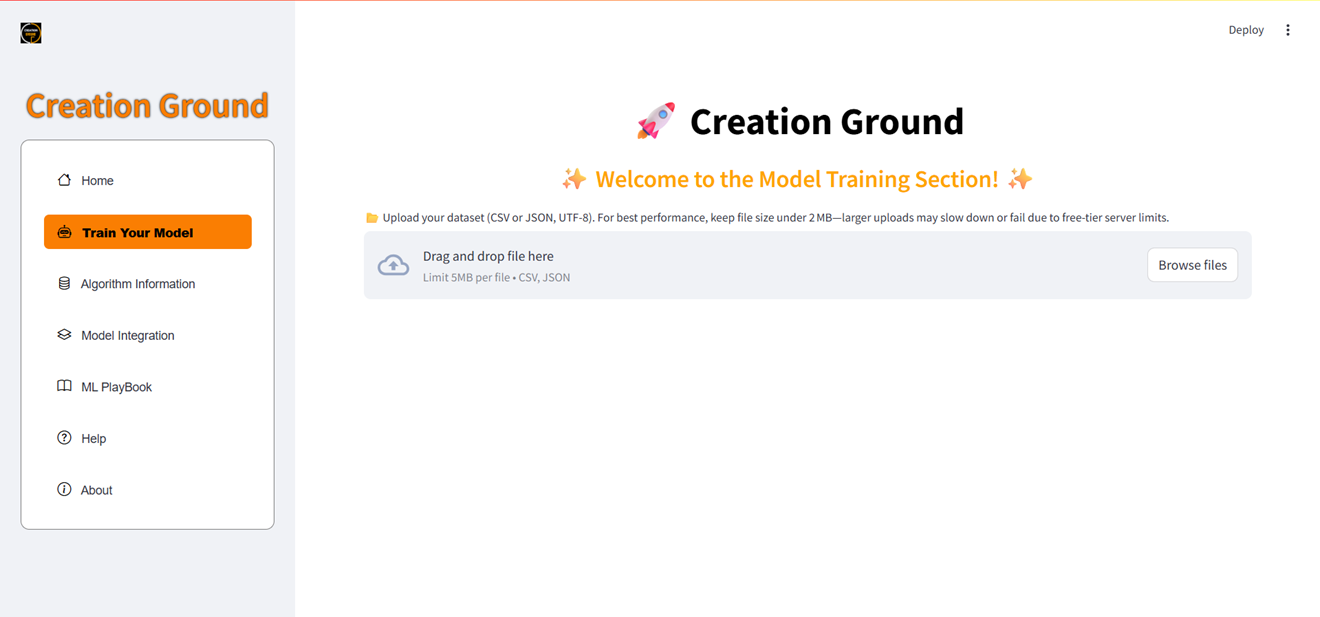 Deploy
Creation Ground
Home
Train Your Model
Algorithm Information
Model Integration
ML PlayBook
Help
About
🚀 Creation Ground
✨ Welcome to the Model Training Section! ✨
📁 Upload your dataset (CSV or JSON, UTF-8). For best performance, keep file size under 2 MB—larger uploads may slow down or fail due to free-tier server limits.
Drag and drop file here
Limit 5MB per file • CSV, JSON
Browse files